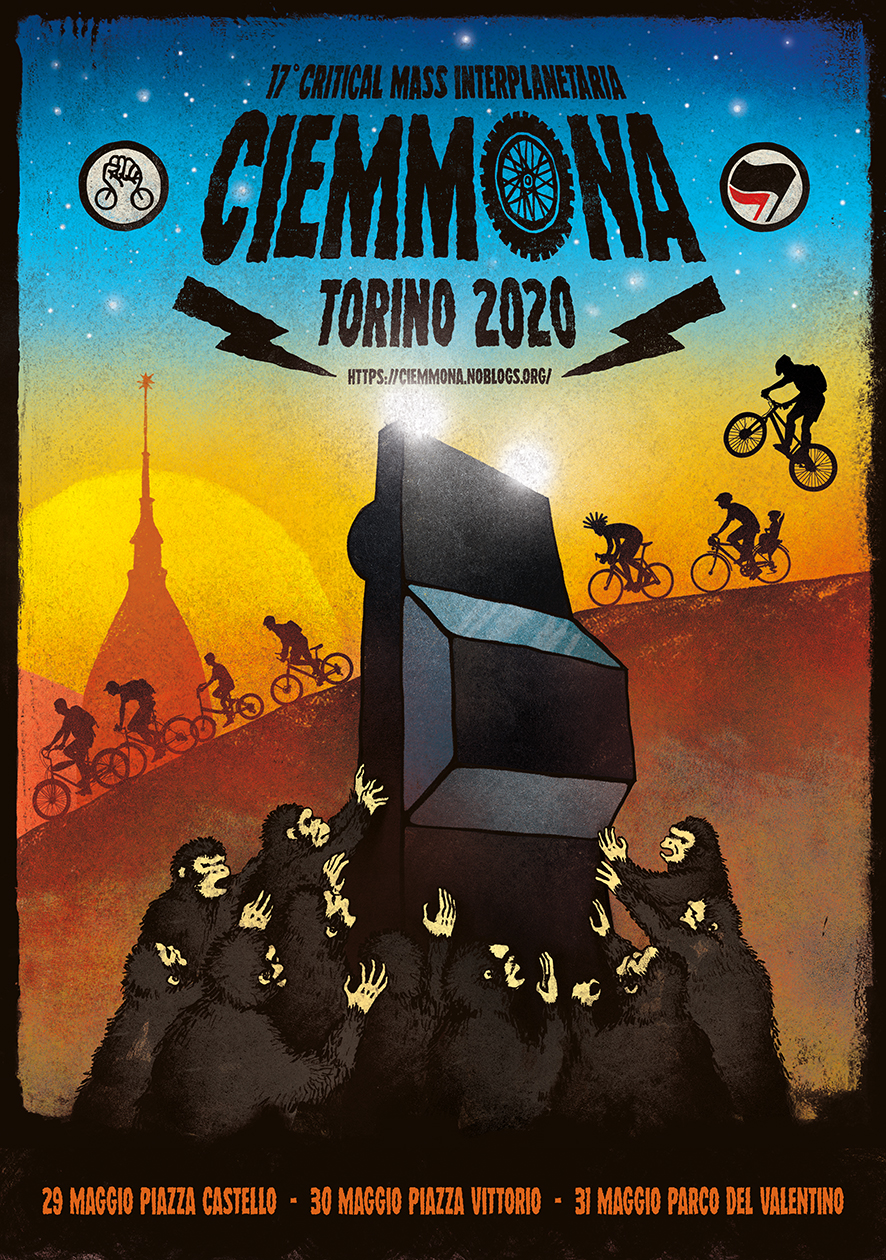 17° CRITICAL MASS INTERPLANETARIA
CIEMMONA
TORINO 2020
HTTPS://CIEMMONA.NOBLOGS.ORG/
29 MAGGIO PIAZZA CASTELLO - 30 MAGGIO PIAZZA VITTORIO - 31 MAGGIO PARCO DEL VALENTINO